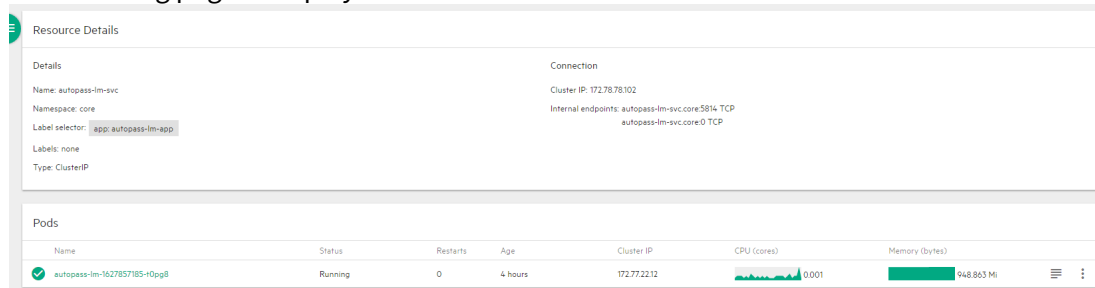 Resource Details
Details
Name: autopass-lm-svc
Namespace: core
Label selector: app: autopass-lm-app
Labels: none
Type: ClusterIP
Connection
Cluster IP: 172.78.78.102
Internal endpoints: autopass-lm-svc.core:5814 TCP
autopass-lm-svc.core:0 TCP
Pods
Name Status Restarts Age Cluster IP CPU (cores) Memory (bytes)
autopass-lm-1627857185-t0pg8 Running 0 4 hours 172.77.22.12 0.001 948.863 Mi